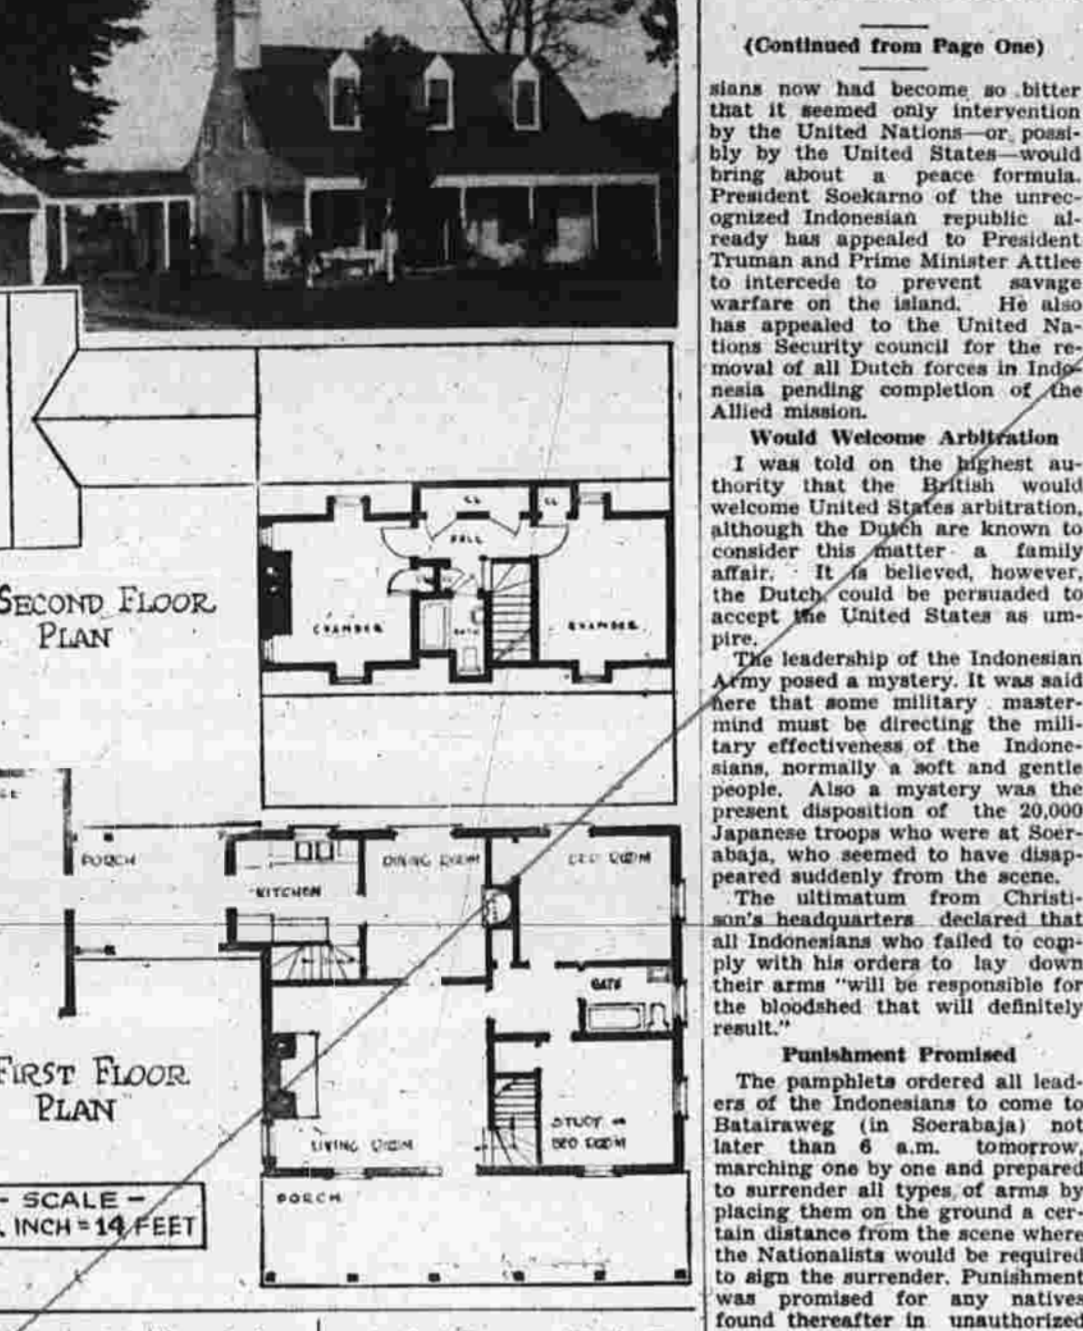 SECOND FLOOR
PLAN
CL
CL
HALL
CHAMBER
BATH
CHAMBER
PORCH
KITCHEN
DINING ROOM
BED ROOM
BATH
FIRST FLOOR
PLAN
LIVING ROOM
STUDY or
BED ROOM
PORCH
- SCALE -
INCH = 14 FEET
(Continued from Page One)
sians now had become so bitter
that it seemed only intervention
by the United Nations—or, possi-
bly by the United States—would
bring about a peace formula.
President Soekarno of the unrec-
ognized Indonesian republic al-
ready has appealed to President
Truman and Prime Minister Attlee
to intercede to prevent savage
warfare on the island. He also
has appealed to the United Na-
tions Security council for the re-
moval of all Dutch forces in Indo-
nesia pending completion of the
Allied mission.
Would Welcome Arbitration
I was told on the highest au-
thority that the British would
welcome United States arbitration,
although the Dutch are known to
consider this matter a family
affair. It is believed, however,
the Dutch could be persuaded to
accept the United States as um-
pire.
The leadership of the Indonesian
Army posed a mystery. It was said
here that some military master-
mind must be directing the mili-
tary effectiveness of the Indone-
sians, normally a soft and gentle
people. Also a mystery was the
present disposition of the 20,000
Japanese troops who were at Soer-
abaja, who seemed to have disap-
peared suddenly from the scene.
The ultimatum from Christi-
son's headquarters declared that
all Indonesians who failed to com-
ply with his orders to lay down
their arms "will be responsible for
the bloodshed that will definitely
result."
Punishment Promised
The pamphlets ordered all lead-
ers of the Indonesians to come to
Batairaweg (in Soerabaja) not
later than 6 a.m. tomorrow,
marching one by one and prepared
to surrender all types of arms by
placing them on the ground a cer-
tain distance from the scene where
the Nationalists would be required
to sign the surrender. Punishment
was promised for any natives
found thereafter in unauthorized